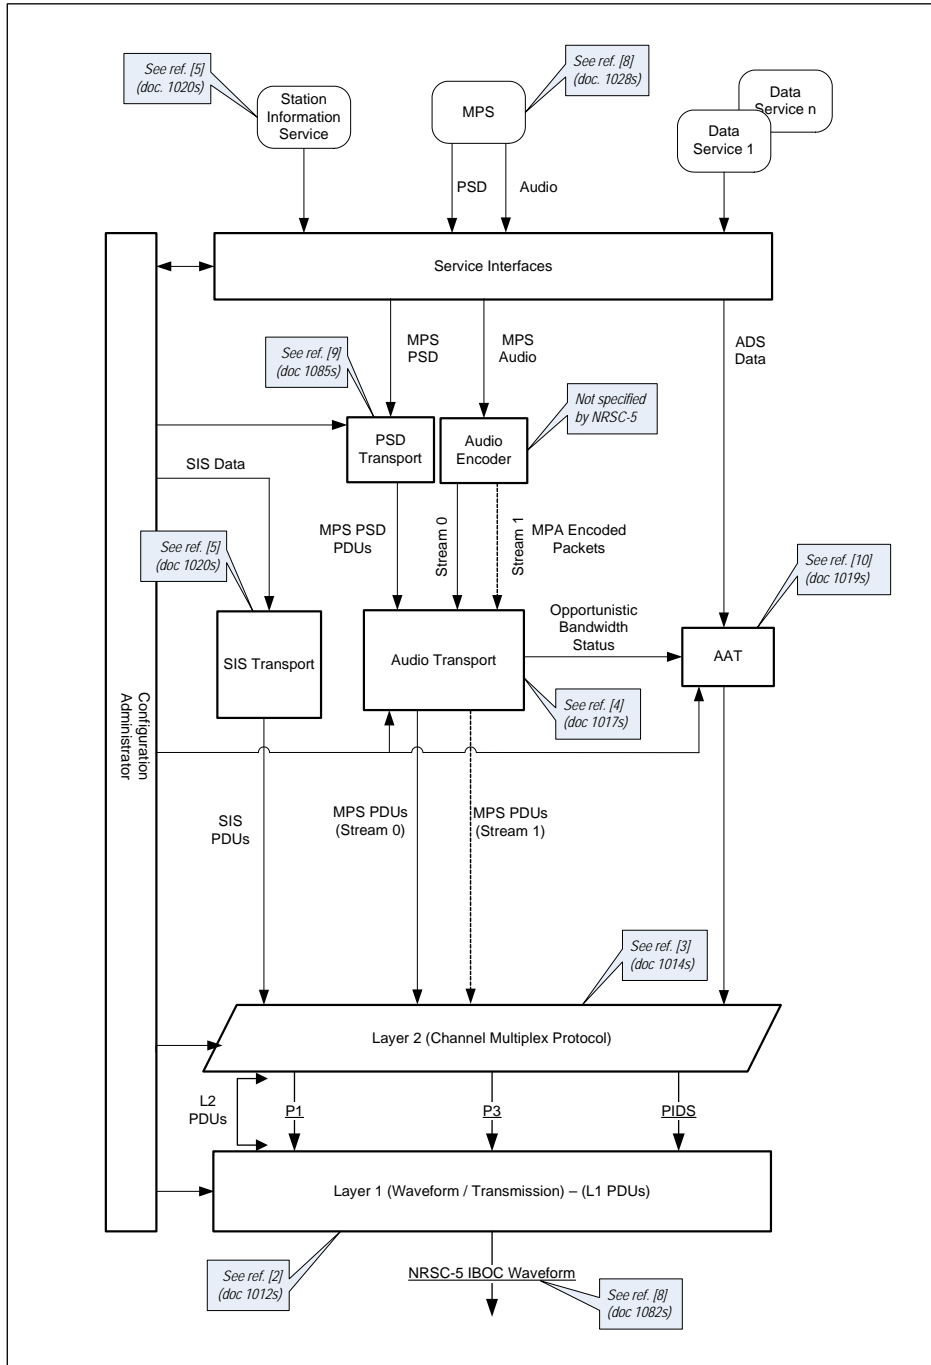 See ref. [5]
(doc. 1020s)
See ref. [8]
(doc. 1028s)
Station
Information
Service
MPS
Data
Service n
Data
Service 1
PSD
Audio
Service Interfaces
MPS
PSD
MPS
Audio
ADS
Data
See ref. [9]
(doc 1085s)
Not specified
by NRSC-5
PSD
Transport
Audio
Encoder
SIS Data
MPS PSD
PDUs
Stream 0
Stream 1
MPA Encoded
Packets
See ref. [5]
(doc 1020s)
See ref. [10]
(doc 1019s)
Opportunistic
Bandwidth
Status
SIS Transport
Audio Transport
AAT
See ref. [4]
(doc 1017s)
Configuration
Administrator
SIS
PDUs
MPS PDUs
(Stream 0)
MPS PDUs
(Stream 1)
See ref. [3]
(doc 1014s)
Layer 2 (Channel Multiplex Protocol)
L2
PDUs
P1
P3
PIDS
Layer 1 (Waveform / Transmission) – (L1 PDUs)
See ref. [2]
(doc 1012s)
NRSC-5 IBOC Waveform
See ref. [8]
(doc 1082s)